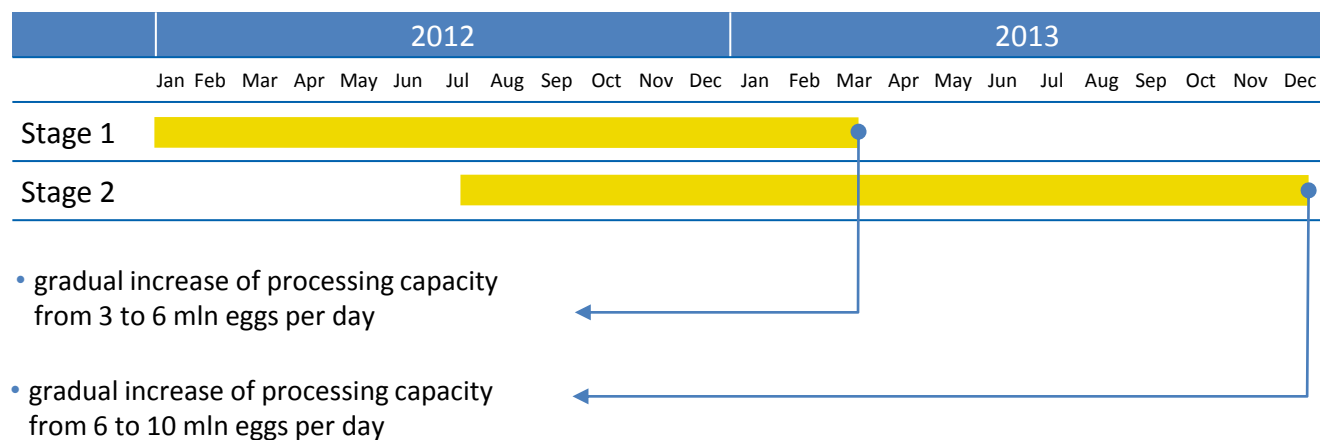 2012 2013
Jan Feb Mar Apr May Jun Jul Aug Sep Oct Nov Dec Jan Feb Mar Apr May Jun Jul Aug Sep Oct Nov Dec
Stage 1
Stage 2
• gradual increase of processing capacity
from 3 to 6 mln eggs per day
• gradual increase of processing capacity
from 6 to 10 mln eggs per day